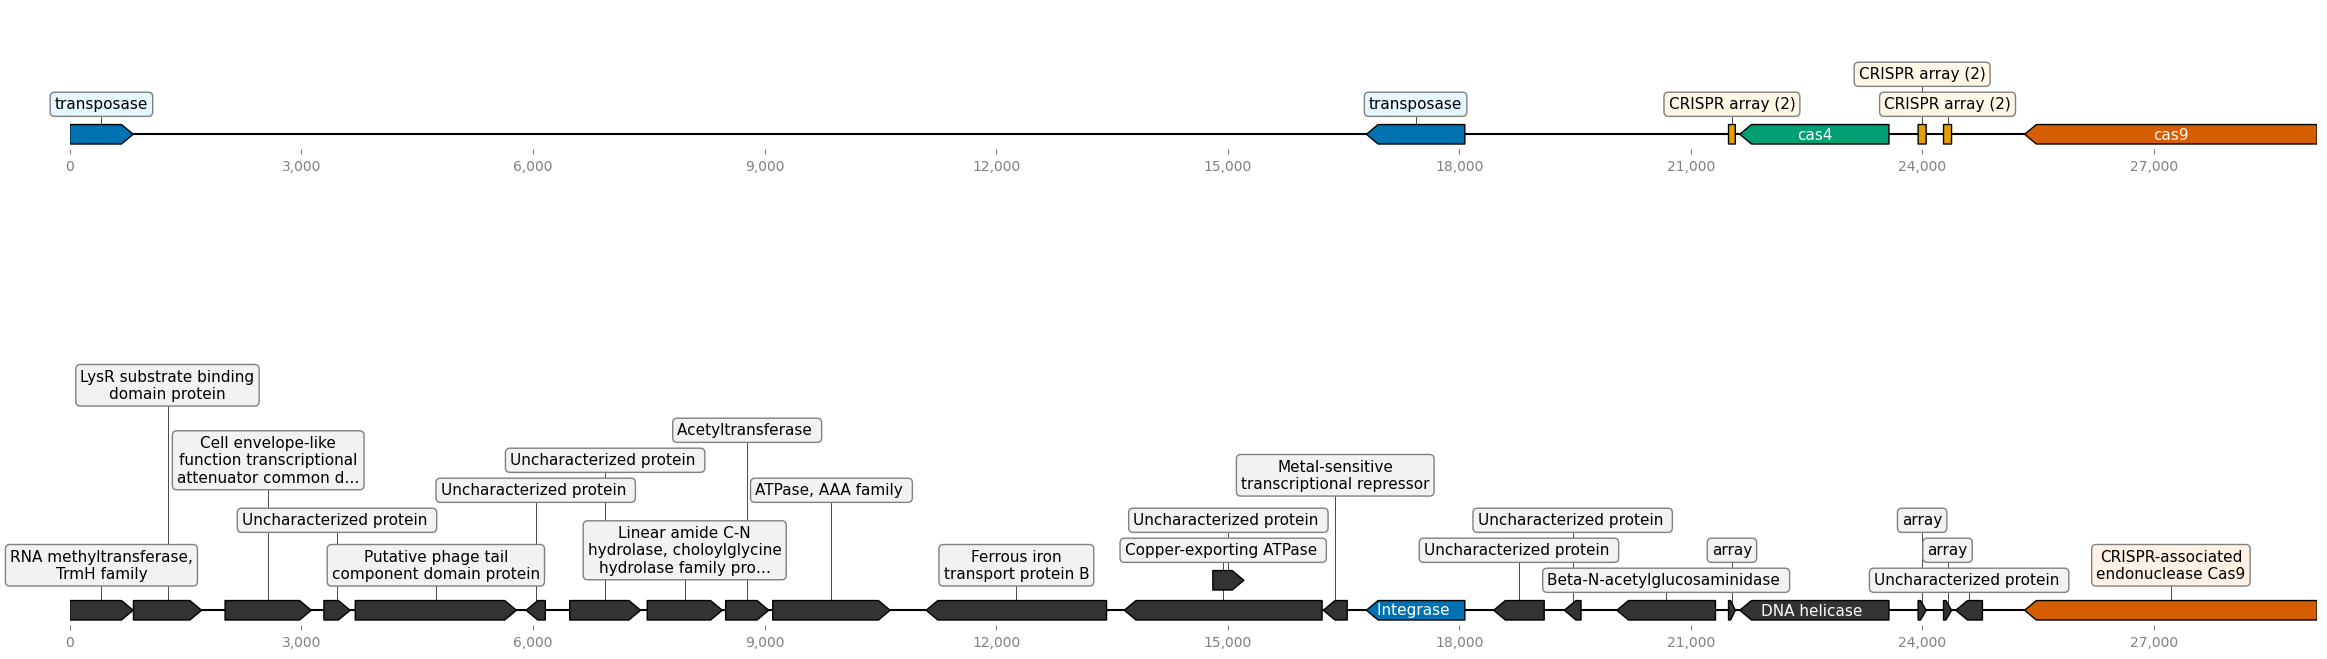 CRISPR array (2)
transposase
transposase
CRISPR array (2)
CRISPR array (2)
cas4
cas9
0
3,000
6,000
9,000
12,000
15,000
18,000
21,000
24,000
27,000
LysR substrate binding
domain protein
Acetyltransferase
Cell envelope-like
function transcriptional
attenuator common d…
Uncharacterized protein
Metal-sensitive
transcriptional repressor
Uncharacterized protein
ATPase, AAA family
Uncharacterized protein
Uncharacterized protein
Uncharacterized protein
array
Linear amide C-N
hydrolase, choloylglycine
hydrolase family pro…
Copper-exporting ATPase
Uncharacterized protein
array
array
RNA methyltransferase,
TrmH family
Putative phage tail
component domain protein
Ferrous iron
transport protein B
CRISPR-associated
endonuclease Cas9
Beta-N-acetylglucosaminidase
Uncharacterized protein
Integrase
DNA helicase
0
3,000
6,000
9,000
12,000
15,000
18,000
21,000
24,000
27,000